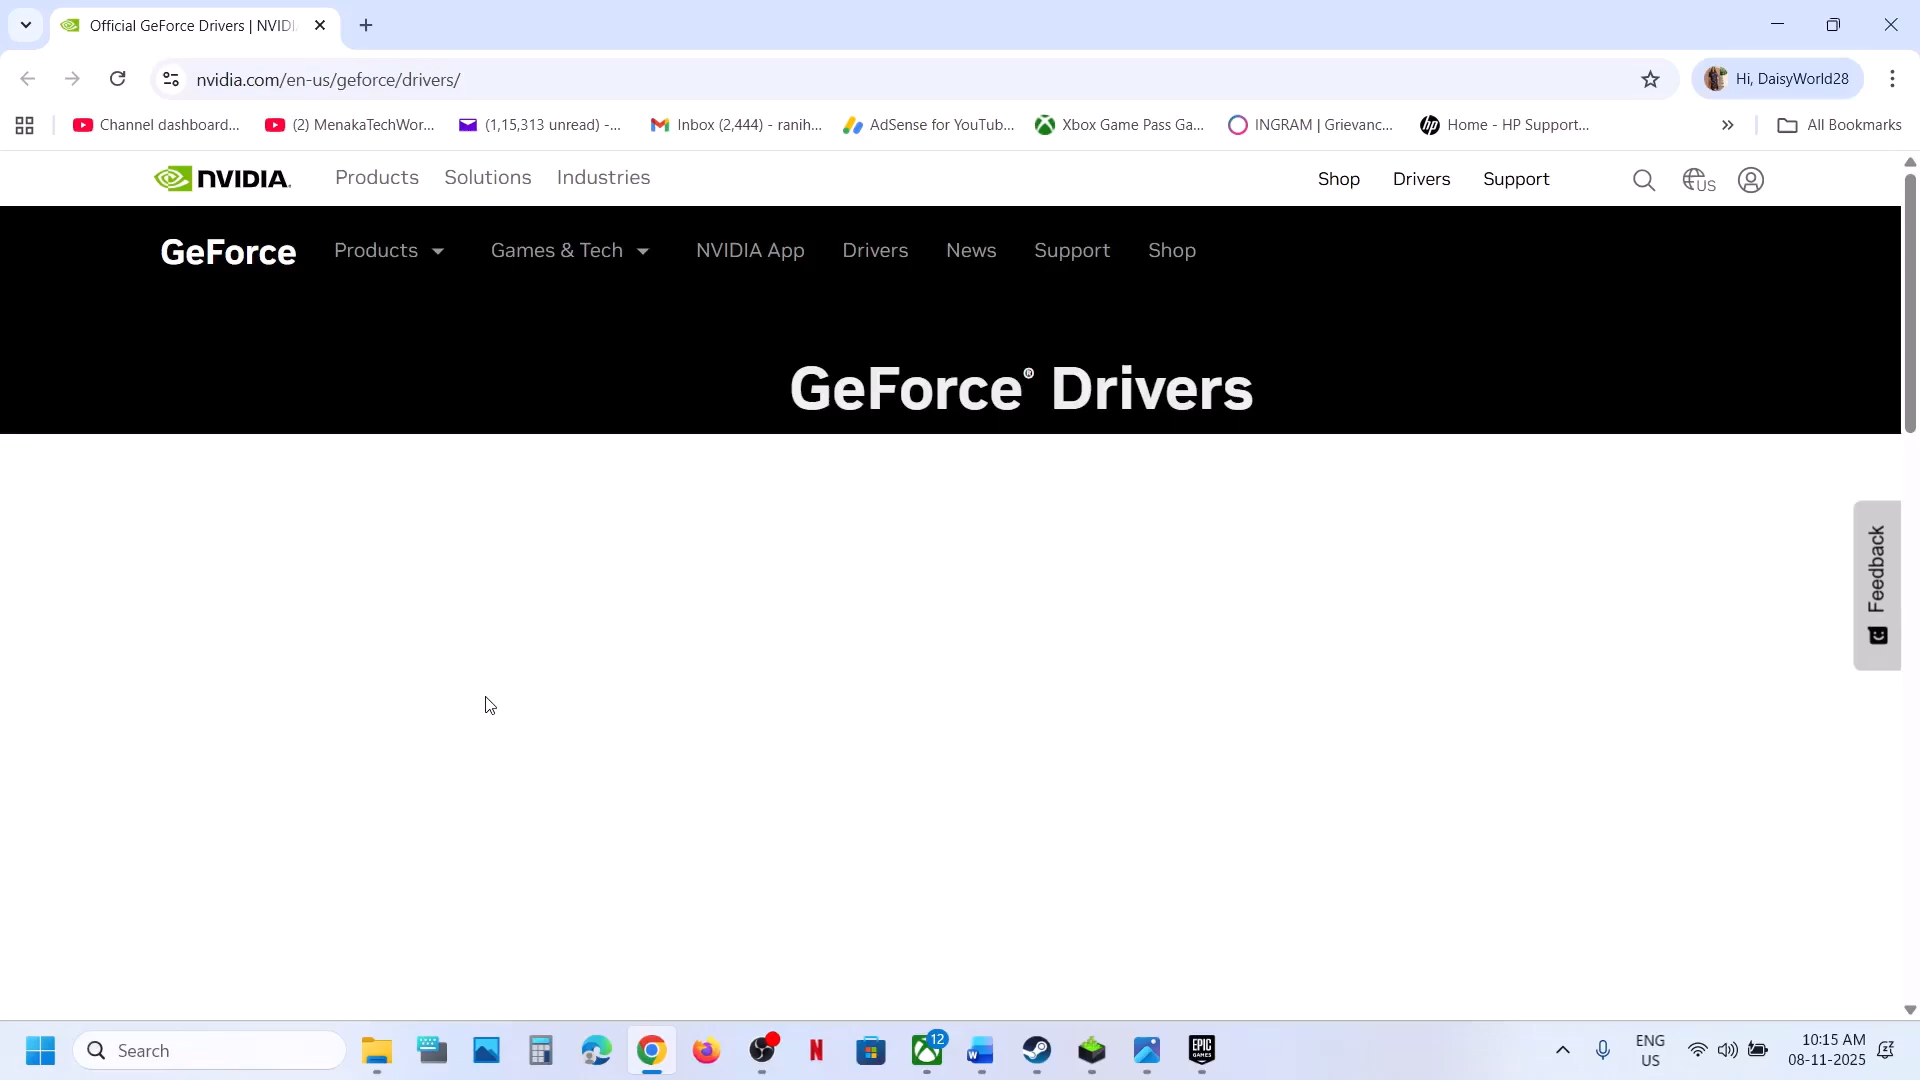 Official GeForce Drivers | NVIDI
nvidia.com/en-us/geforce/drivers/
Hi, DaisyWorld28
Channel dashboard...
(2) MenakaTechWor...
(1,15,313 unread) -...
Inbox (2,444) - ranih...
AdSense for YouTub...
Xbox Game Pass Ga...
INGRAM | Grievanc...
Home - HP Support...
All Bookmarks
NVIDIA.
Products
Solutions
Industries
Shop
Drivers
Support
US
GeForce
Products
Games & Tech
NVIDIA App
Drivers
News
Support
Shop
GeForce® Drivers
Feedback
Search
hp
N
12
W
EPIC
GAMES
ENG
US
10:15 AM
08-11-2025